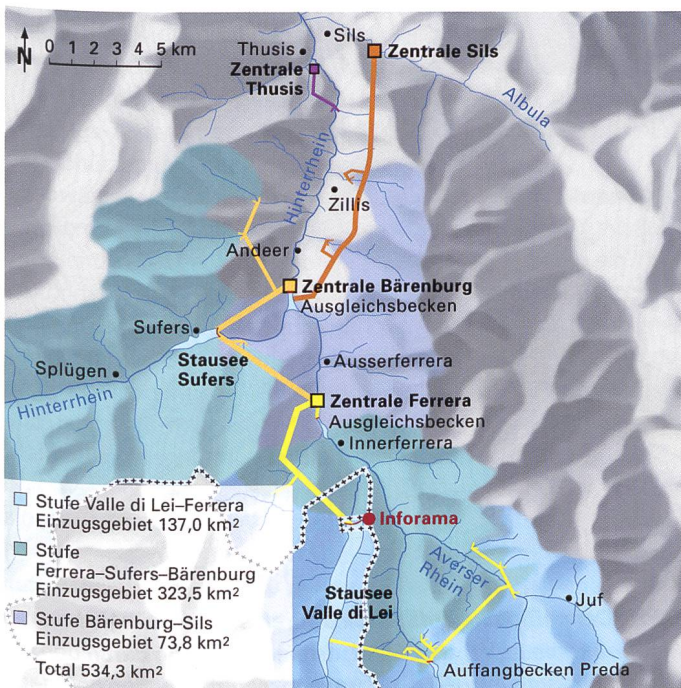 N
0 1 2 3 4 5 km
Sils
Thusis
Zentrale Sils
Zentrale
Thusis
Albula
Hinterrhein
Zillis
Andeer
Zentrale Bärenburg
Ausgleichsbecken
Sufers
Stausee
Sufers
Ausserferrera
Splügen
Hinterrhein
Zentrale Ferrera
Ausgleichsbecken
Innerferrera
Inforama
Averser
Rhein
Stausee
Valle di Lei
Juf
Auffangbecken Preda
Stufe Valle di Lei–Ferrera
Einzugsgebiet 137,0 km²
Stufe
Ferrera–Sufers–Bärenburg
Einzugsgebiet 323,5 km²
Stufe Bärenburg–Sils
Einzugsgebiet 73,8 km²
Total 534,3 km²